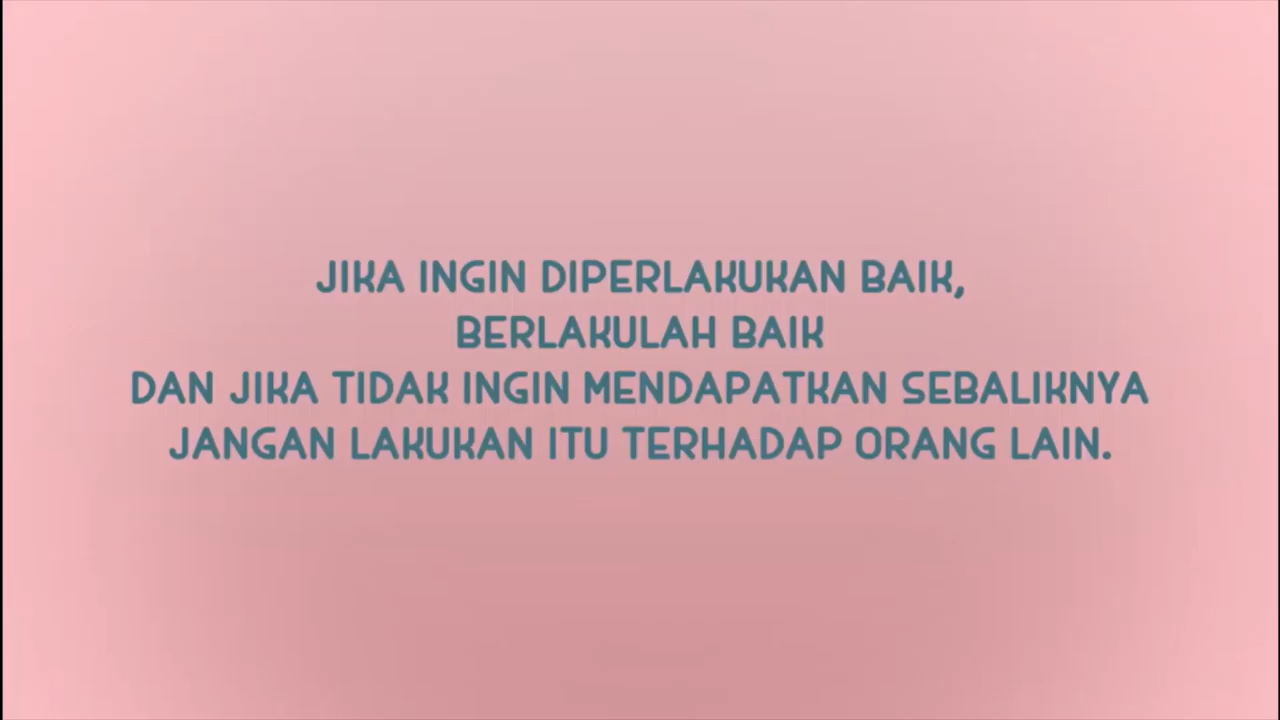 JIKA INGIN DIPERLAKUKAN BAIK,
BERLAKULAH BAIK
DAN JIKA TIDAK INGIN MENDAPATKAN SEBALIKNYA
JANGAN LAKUKAN ITU TERHADAP ORANG LAIN.